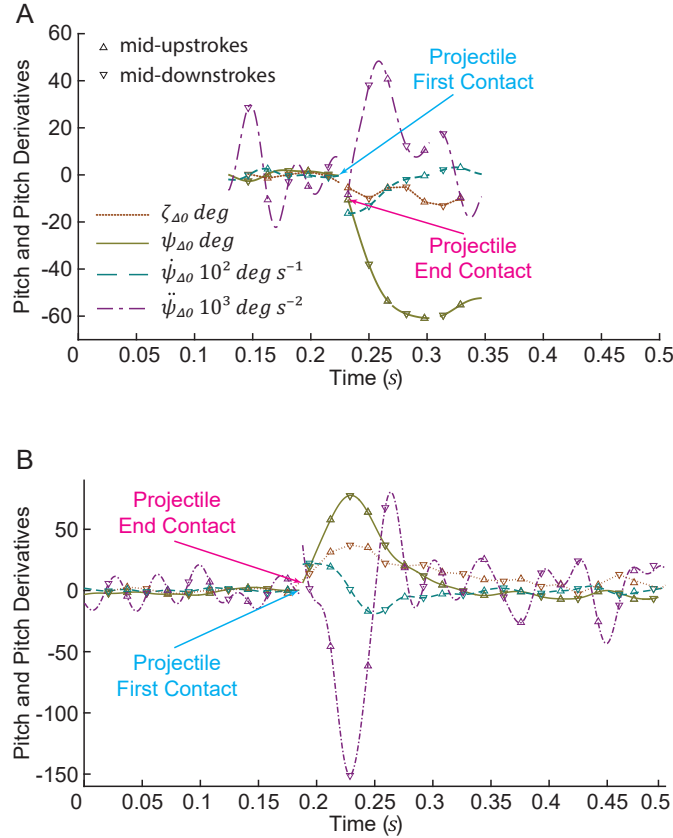 A
60
40
20
0
-20
-40
-60
Pitch and Pitch Derivatives
△ mid-upstrokes
▽ mid-downstrokes
Projectile
First Contact
Projectile
End Contact
ζ_Δ0 deg
ψ_Δ0 deg
ψ̇_Δ0 10² deg s⁻¹
ψ̈_Δ0 10³ deg s⁻²
0 0.05 0.1 0.15 0.2 0.25 0.3 0.35 0.4 0.45 0.5
Time (s)
B
50
0
-50
-100
-150
Pitch and Pitch Derivatives
Projectile
End Contact
Projectile
First Contact
0 0.05 0.1 0.15 0.2 0.25 0.3 0.35 0.4 0.45 0.5
Time (s)